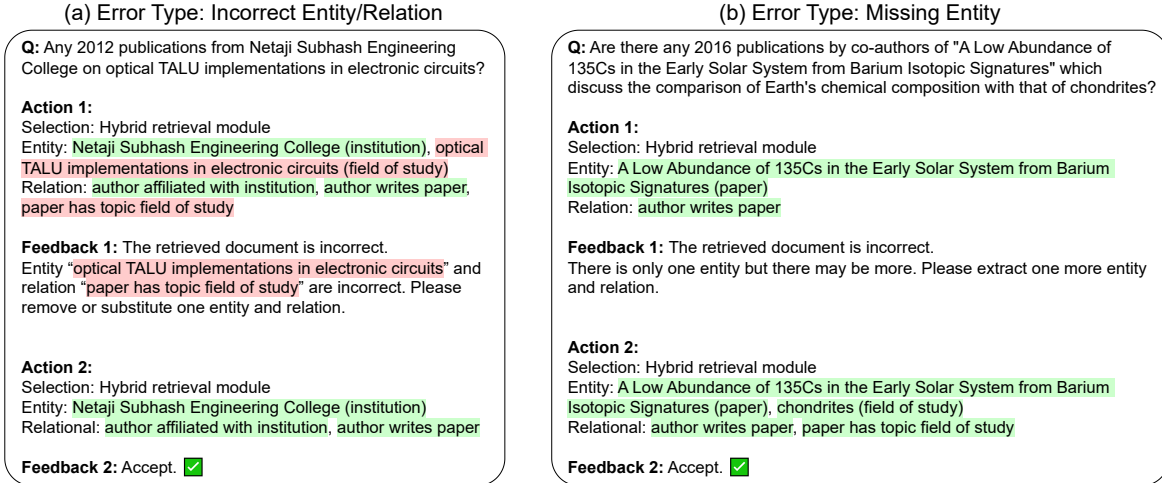 (a) Error Type: Incorrect Entity/Relation
Q: Any 2012 publications from Netaji Subhash Engineering
College on optical TALU implementations in electronic circuits?
Action 1:
Selection: Hybrid retrieval module
Entity: Netaji Subhash Engineering College (institution), optical
TALU implementations in electronic circuits (field of study)
Relation: author affiliated with institution, author writes paper,
paper has topic field of study
Feedback 1: The retrieved document is incorrect.
Entity “optical TALU implementations in electronic circuits” and
relation “paper has topic field of study” are incorrect. Please
remove or substitute one entity and relation.
Action 2:
Selection: Hybrid retrieval module
Entity: Netaji Subhash Engineering College (institution)
Relational: author affiliated with institution, author writes paper
Feedback 2: Accept.
(b) Error Type: Missing Entity
Q: Are there any 2016 publications by co-authors of "A Low Abundance of
135Cs in the Early Solar System from Barium Isotopic Signatures" which
discuss the comparison of Earth's chemical composition with that of chondrites?
Action 1:
Selection: Hybrid retrieval module
Entity: A Low Abundance of 135Cs in the Early Solar System from Barium
Isotopic Signatures (paper)
Relation: author writes paper
Feedback 1: The retrieved document is incorrect.
There is only one entity but there may be more. Please extract one more entity
and relation.
Action 2:
Selection: Hybrid retrieval module
Entity: A Low Abundance of 135Cs in the Early Solar System from Barium
Isotopic Signatures (paper), chondrites (field of study)
Relational: author writes paper, paper has topic field of study
Feedback 2: Accept.